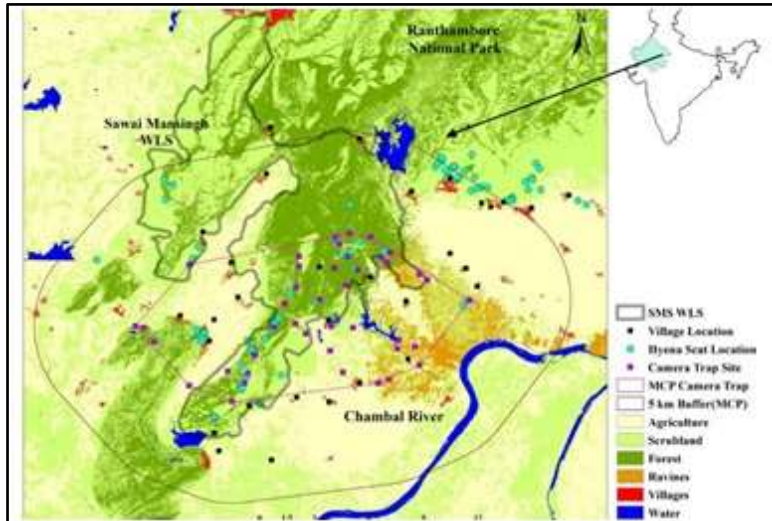 Ranthambore
National Park
N
Sawai Mansingh
WLS
Chambal River
SMS WLS
Village Location
Hyena Scat Location
Camera Trap Site
MCP Camera Trap
5 km Buffer(MCP)
Agriculture
Scrubland
Forest
Ravines
Villages
Water